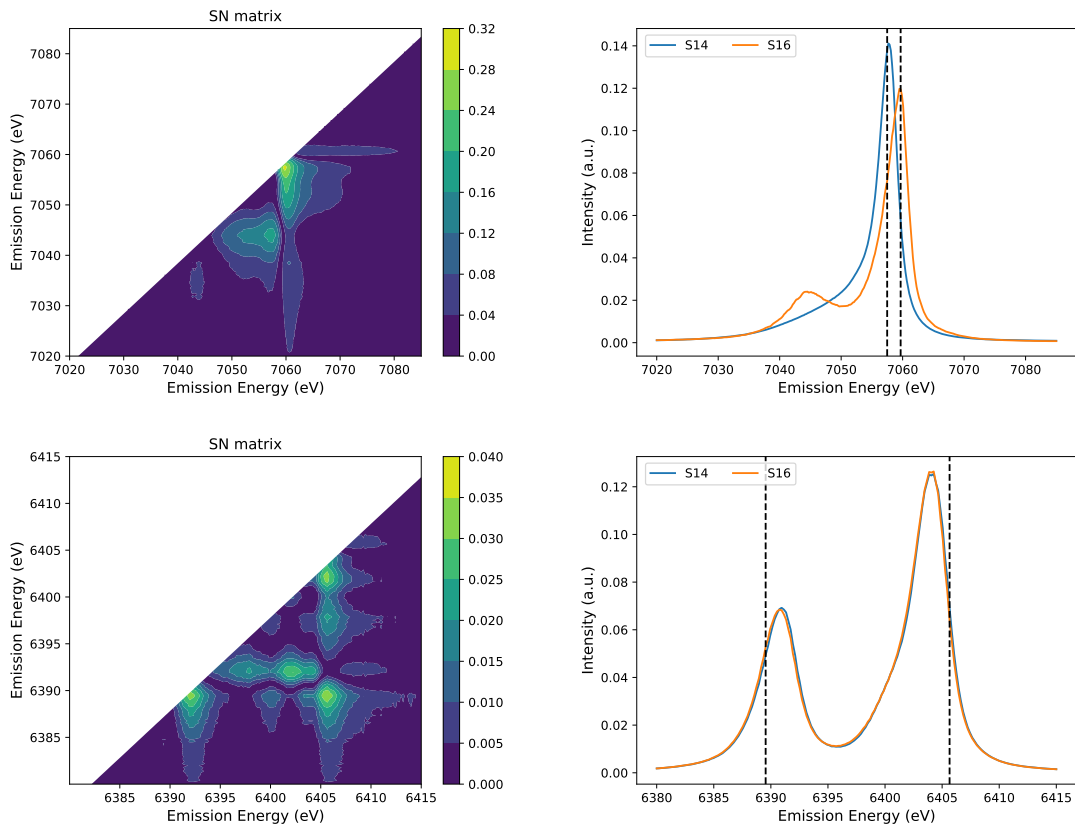 SN matrix
7080
7070
7060
7050
7040
7030
7020
Emission Energy (eV)
7020 7030 7040 7050 7060 7070 7080
Emission Energy (eV)
0.32
0.28
0.24
0.20
0.16
0.12
0.08
0.04
0.00
S14 S16
0.14
0.12
0.10
0.08
0.06
0.04
0.02
0.00
Intensity (a.u.)
7020 7030 7040 7050 7060 7070 7080
Emission Energy (eV)
SN matrix
6415
6410
6405
6400
6395
6390
6385
Emission Energy (eV)
6385 6390 6395 6400 6405 6410 6415
Emission Energy (eV)
0.040
0.035
0.030
0.025
0.020
0.015
0.010
0.005
0.000
S14 S16
0.12
0.10
0.08
0.06
0.04
0.02
0.00
Intensity (a.u.)
6380 6385 6390 6395 6400 6405 6410 6415
Emission Energy (eV)